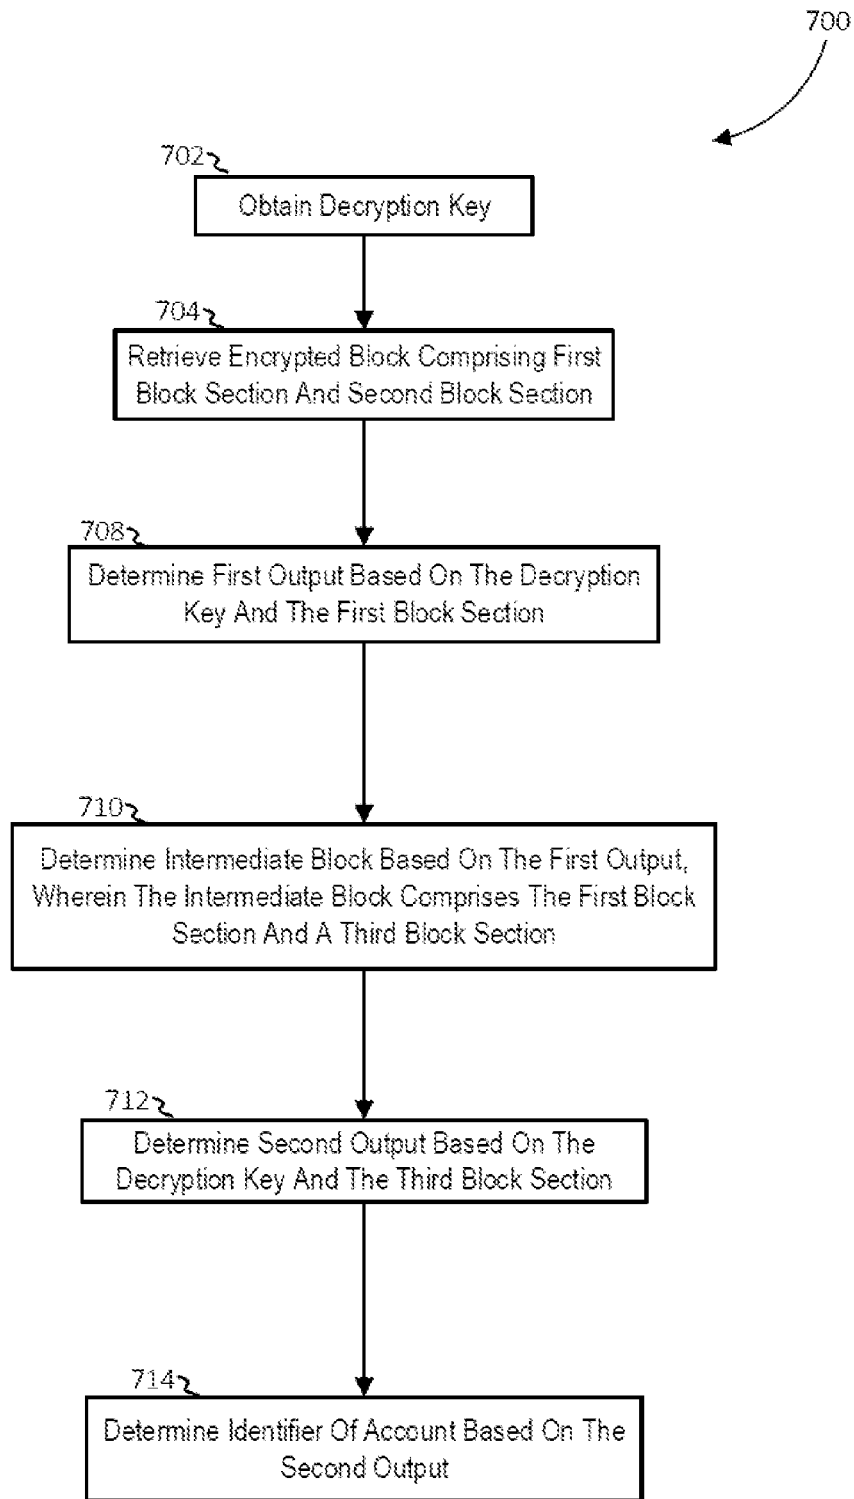 700
702
Obtain Decryption Key
704
Retrieve Encrypted Block Comprising First
Block Section And Second Block Section
708
Determine First Output Based On The Decryption
Key And The First Block Section
710
Determine Intermediate Block Based On The First Output,
Wherein The Intermediate Block Comprises The First Block
Section And A Third Block Section
712
Determine Second Output Based On The
Decryption Key And The Third Block Section
714
Determine Identifier Of Account Based On The
Second Output